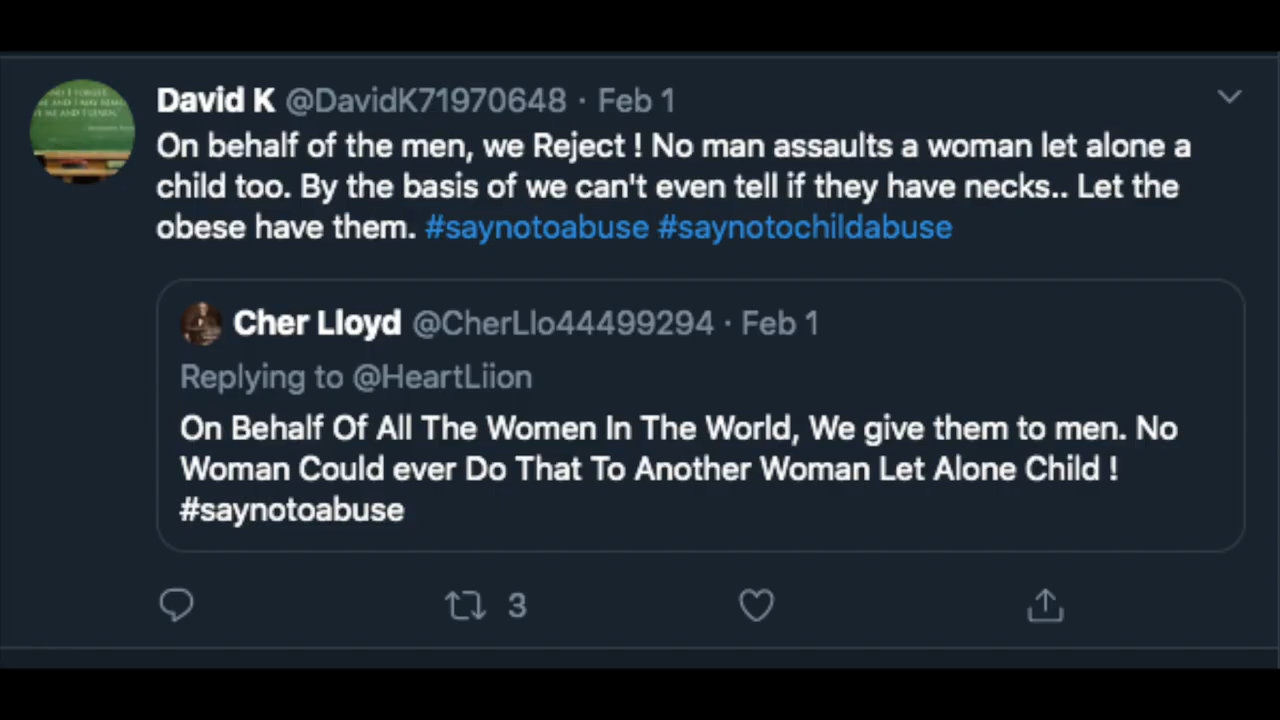 David K @DavidK71970648 · Feb 1
On behalf of the men, we Reject ! No man assaults a woman let alone a
child too. By the basis of we can't even tell if they have necks.. Let the
obese have them. #saynotoabuse #saynotochildabuse
Cher Lloyd @CherLlo44499294 · Feb 1
Replying to @HeartLiion
On Behalf Of All The Women In The World, We give them to men. No
Woman Could ever Do That To Another Woman Let Alone Child !
#saynotoabuse
3